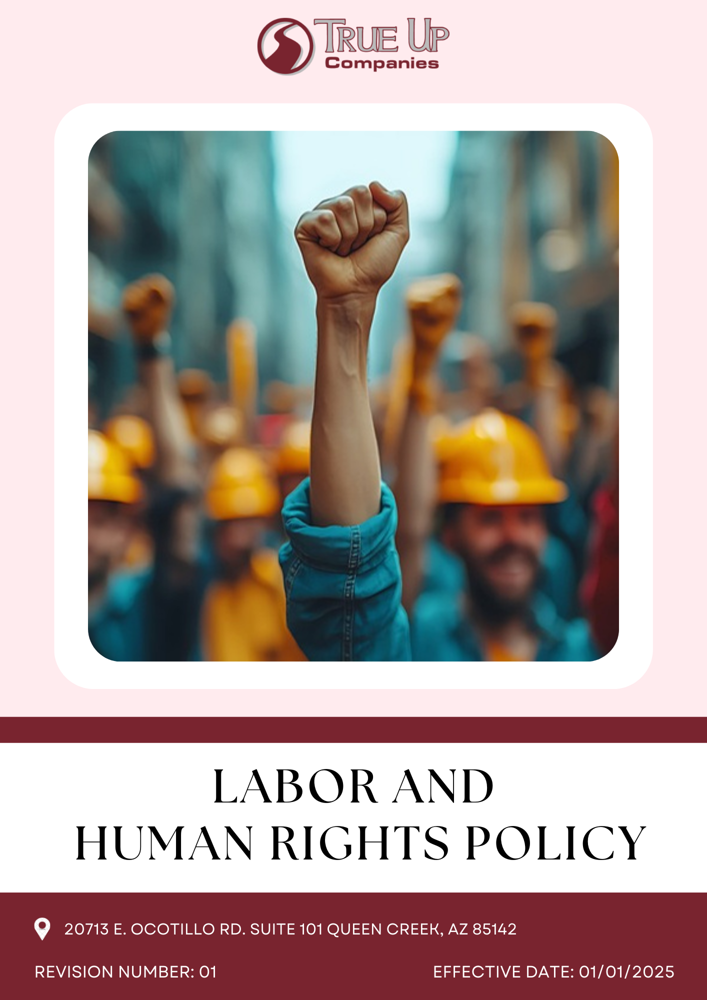 TRUE UP
Companies
LABOR AND
HUMAN RIGHTS POLICY
20713 E. OCOTILLO RD. SUITE 101 QUEEN CREEK, AZ 85142
REVISION NUMBER: 01
EFFECTIVE DATE: 01/01/2025